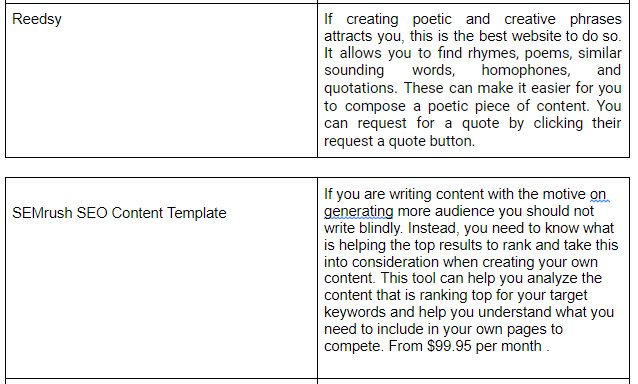 Reedsy
If creating poetic and creative phrases
attracts you, this is the best website to do so.
It allows you to find rhymes, poems, similar
sounding words, homophones, and
quotations. These can make it easier for you
to compose a poetic piece of content. You
can request for a quote by clicking their
request a quote button.
SEMrush SEO Content Template
If you are writing content with the motive on
generating more audience you should not
write blindly. Instead, you need to know what
is helping the top results to rank and take this
into consideration when creating your own
content. This tool can help you analyze the
content that is ranking top for your target
keywords and help you understand what you
need to include in your own pages to
compete. From $99.95 per month .